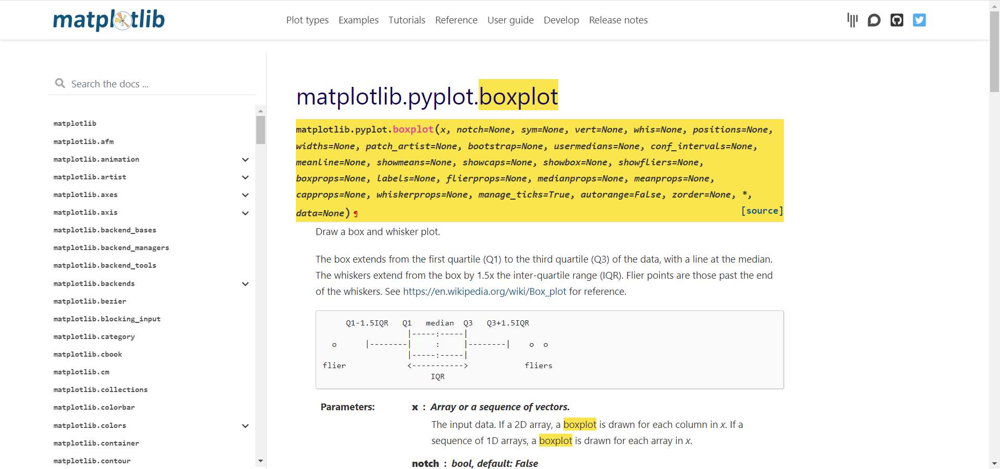 matplotlib
Plot types Examples Tutorials Reference User guide Develop Release notes
Search the docs ...
matplotlib
matplotlib.afm
matplotlib.animation
matplotlib.artist
matplotlib.axes
matplotlib.axis
matplotlib.backend_bases
matplotlib.backend_managers
matplotlib.backend_tools
matplotlib.backends
matplotlib.bezier
matplotlib.blocking_input
matplotlib.category
matplotlib.cbook
matplotlib.cm
matplotlib.collections
matplotlib.colorbar
matplotlib.colors
matplotlib.container
matplotlib.contour
matplotlib.pyplot.boxplot
matplotlib.pyplot.boxplot(x, notch=None, sym=None, vert=None, whis=None, positions=None,
widths=None, patch_artist=None, bootstrap=None, usermedians=None, conf_intervals=None,
meanline=None, showmeans=None, showcaps=None, showbox=None, showfliers=None,
boxprops=None, labels=None, flierprops=None, medianprops=None, meanprops=None,
capprops=None, whiskerprops=None, manage_ticks=True, autorange=False, zorder=None, *,
data=None)¶ [source]
Draw a box and whisker plot.
The box extends from the first quartile (Q1) to the third quartile (Q3) of the data, with a line at the median.
The whiskers extend from the box by 1.5x the inter-quartile range (IQR). Flier points are those past the end
of the whiskers. See https://en.wikipedia.org/wiki/Box_plot for reference.
     Q1-1.5IQR   Q1   median  Q3   Q3+1.5IQR
                  |-----:-----|
  o      |--------|     :     |--------|    o  o
                  |-----:-----|
flier             <----------->            fliers
                       IQR
Parameters: x : Array or a sequence of vectors.
The input data. If a 2D array, a boxplot is drawn for each column in x. If a
sequence of 1D arrays, a boxplot is drawn for each array in x.
notch : bool, default: False